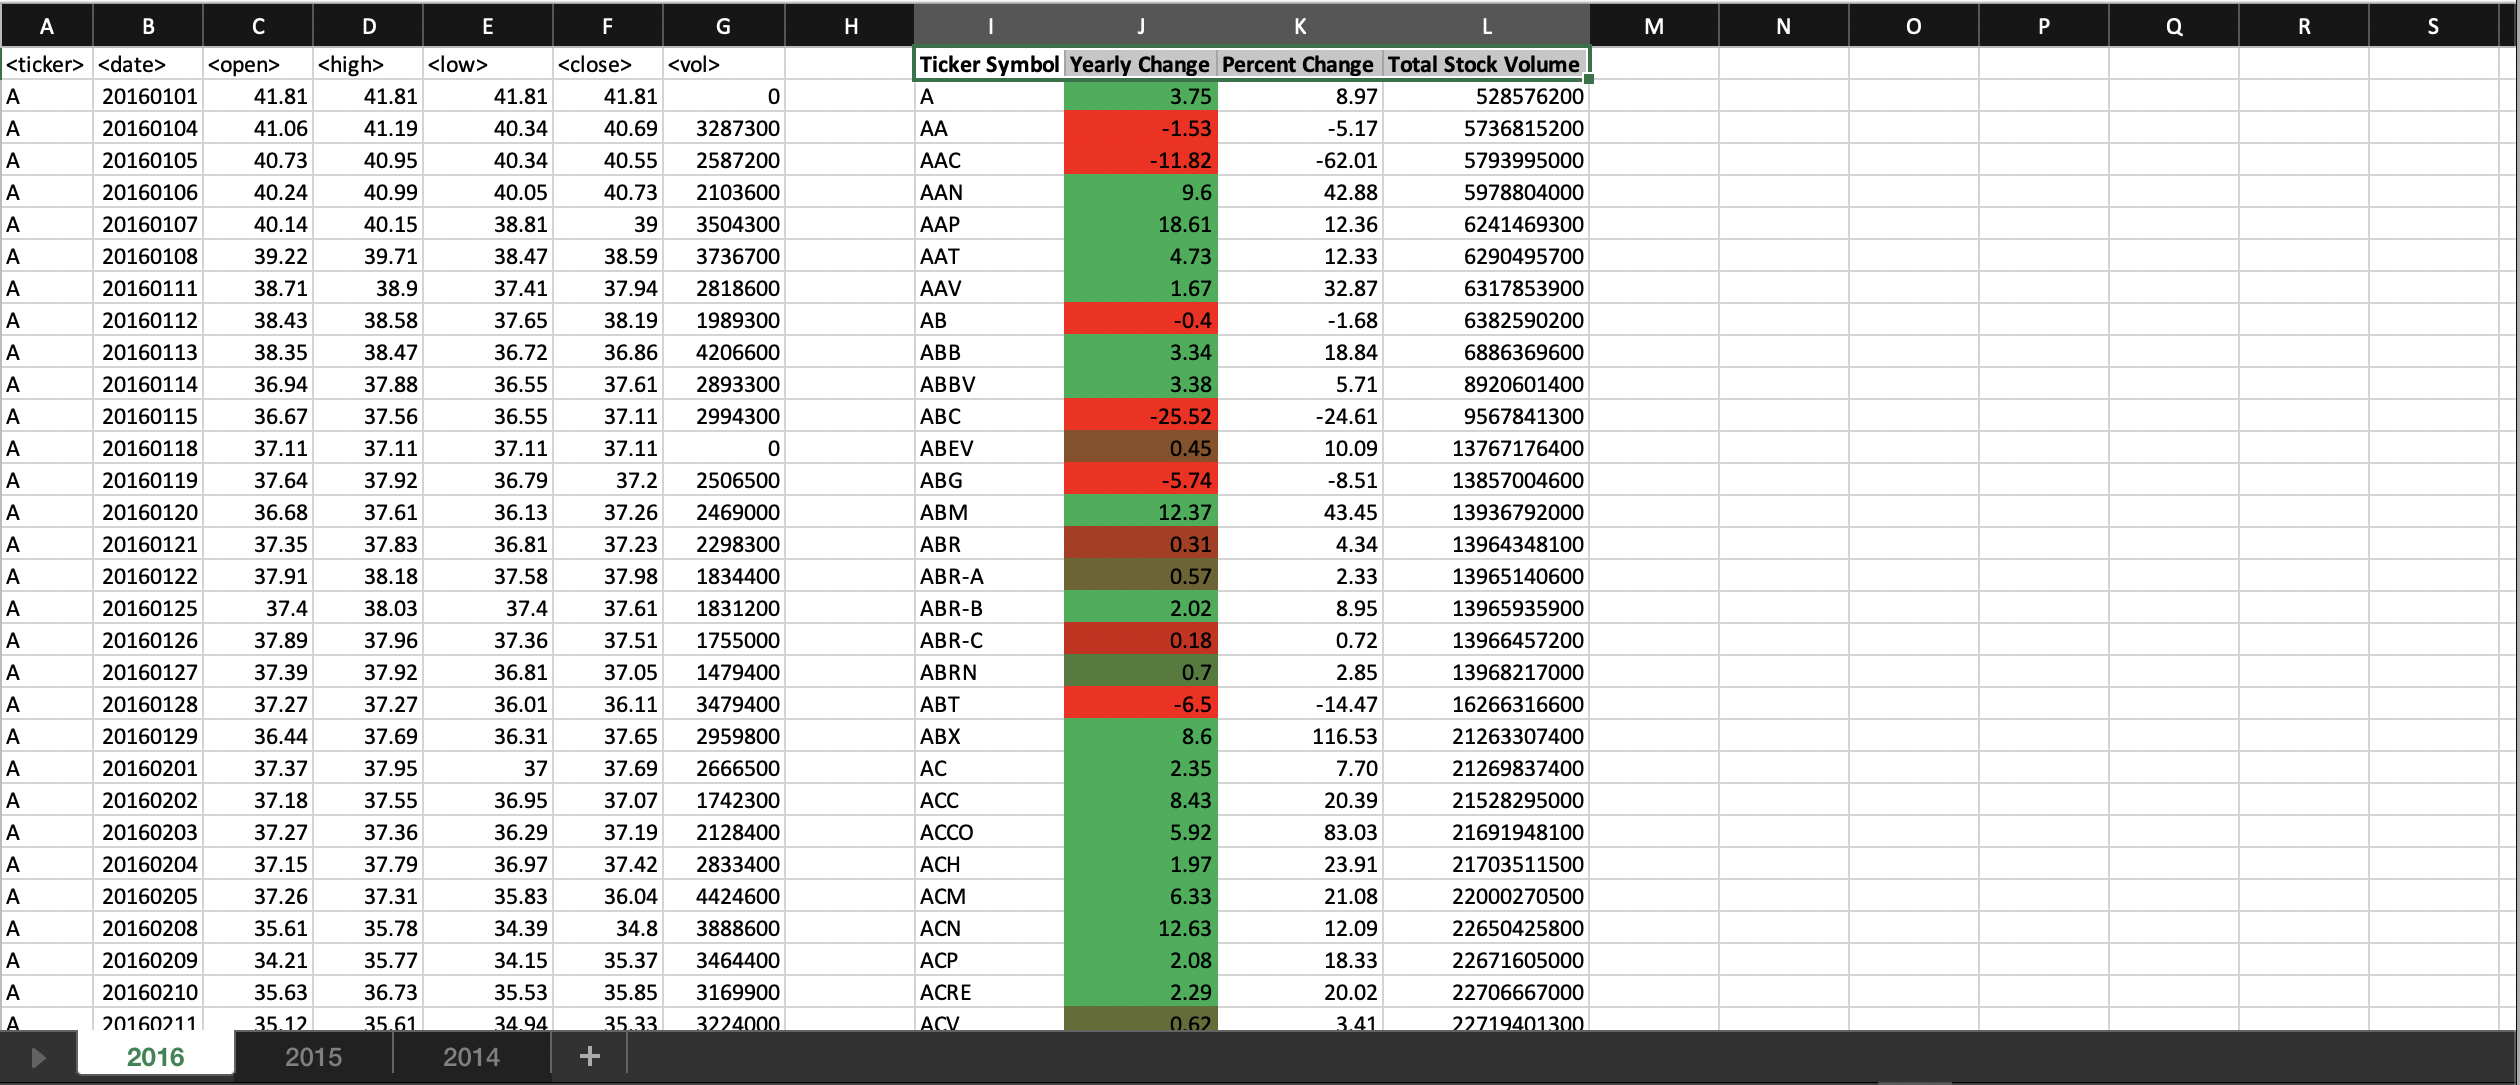 A B C D E F G H I J K L M N O P Q R S
<ticker> <date> <open> <high> <low> <close> <vol> Ticker Symbol Yearly Change Percent Change Total Stock Volume
A 20160101 41.81 41.81 41.81 41.81 0 A 3.75 8.97 528576200
A 20160104 41.06 41.19 40.34 40.69 3287300 AA -1.53 -5.17 5736815200
A 20160105 40.73 40.95 40.34 40.55 2587200 AAC -11.82 -62.01 5793995000
A 20160106 40.24 40.99 40.05 40.73 2103600 AAN 9.6 42.88 5978804000
A 20160107 40.14 40.15 38.81 39 3504300 AAP 18.61 12.36 6241469300
A 20160108 39.22 39.71 38.47 38.59 3736700 AAT 4.73 12.33 6290495700
A 20160111 38.71 38.9 37.41 37.94 2818600 AAV 1.67 32.87 6317853900
A 20160112 38.43 38.58 37.65 38.19 1989300 AB -0.4 -1.68 6382590200
A 20160113 38.35 38.47 36.72 36.86 4206600 ABB 3.34 18.84 6886369600
A 20160114 36.94 37.88 36.55 37.61 2893300 ABBV 3.38 5.71 8920601400
A 20160115 36.67 37.56 36.55 37.11 2994300 ABC -25.52 -24.61 9567841300
A 20160118 37.11 37.11 37.11 37.11 0 ABEV 0.45 10.09 13767176400
A 20160119 37.64 37.92 36.79 37.2 2506500 ABG -5.74 -8.51 13857004600
A 20160120 36.68 37.61 36.13 37.26 2469000 ABM 12.37 43.45 13936792000
A 20160121 37.35 37.83 36.81 37.23 2298300 ABR 0.31 4.34 13964348100
A 20160122 37.91 38.18 37.58 37.98 1834400 ABR-A 0.57 2.33 13965140600
A 20160125 37.4 38.03 37.4 37.61 1831200 ABR-B 2.02 8.95 13965935900
A 20160126 37.89 37.96 37.36 37.51 1755000 ABR-C 0.18 0.72 13966457200
A 20160127 37.39 37.92 36.81 37.05 1479400 ABRN 0.7 2.85 13968217000
A 20160128 37.27 37.27 36.01 36.11 3479400 ABT -6.5 -14.47 16266316600
A 20160129 36.44 37.69 36.31 37.65 2959800 ABX 8.6 116.53 21263307400
A 20160201 37.37 37.95 37 37.69 2666500 AC 2.35 7.70 21269837400
A 20160202 37.18 37.55 36.95 37.07 1742300 ACC 8.43 20.39 21528295000
A 20160203 37.27 37.36 36.29 37.19 2128400 ACCO 5.92 83.03 21691948100
A 20160204 37.15 37.79 36.97 37.42 2833400 ACH 1.97 23.91 21703511500
A 20160205 37.26 37.31 35.83 36.04 4424600 ACM 6.33 21.08 22000270500
A 20160208 35.61 35.78 34.39 34.8 3888600 ACN 12.63 12.09 22650425800
A 20160209 34.21 35.77 34.15 35.37 3464400 ACP 2.08 18.33 22671605000
A 20160210 35.63 36.73 35.53 35.85 3169900 ACRE 2.29 20.02 22706667000
A 20160211 35.12 35.61 34.94 35.33 3224000 ACV 0.62 3.41 22719401300
2016 2015 2014 +